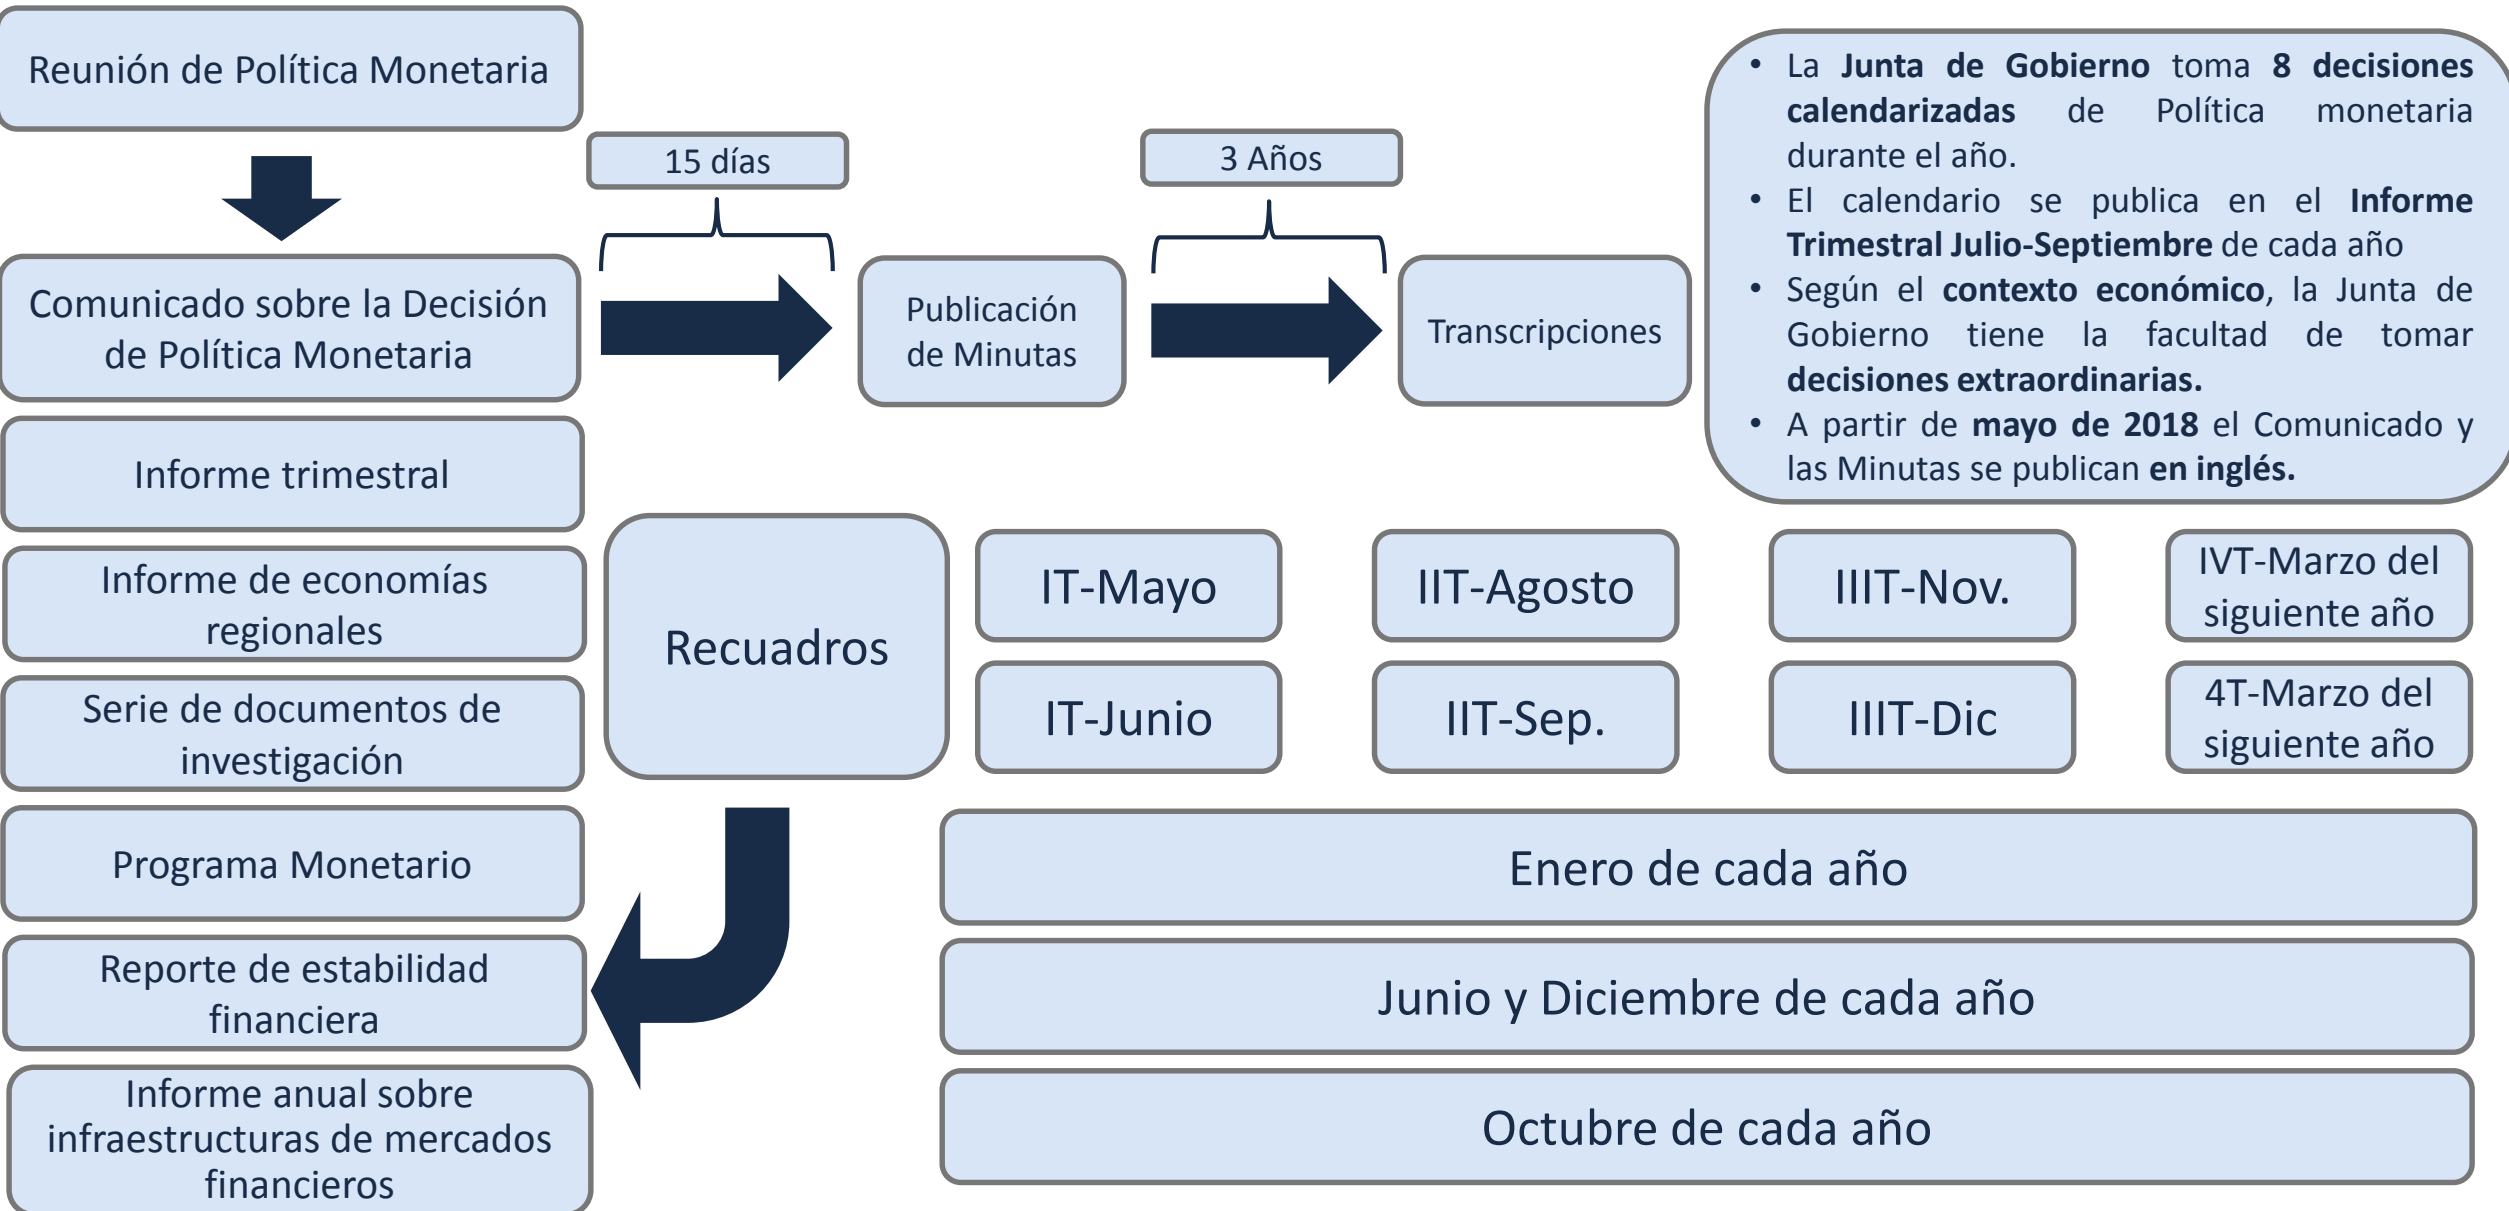 Reunión de Política Monetaria
15 días
3 Años
Comunicado sobre la Decisión
de Política Monetaria
Publicación
de Minutas
Transcripciones
• La Junta de Gobierno toma 8 decisiones
calendarizadas de Política monetaria
durante el año.
• El calendario se publica en el Informe
Trimestral Julio-Septiembre de cada año
• Según el contexto económico, la Junta de
Gobierno tiene la facultad de tomar
decisiones extraordinarias.
• A partir de mayo de 2018 el Comunicado y
las Minutas se publican en inglés.
Informe trimestral
Informe de economías
regionales
Serie de documentos de
investigación
Recuadros
IT-Mayo
IIT-Agosto
IIIT-Nov.
IVT-Marzo del
siguiente año
IT-Junio
IIT-Sep.
IIIT-Dic
4T-Marzo del
siguiente año
Programa Monetario
Enero de cada año
Reporte de estabilidad
financiera
Junio y Diciembre de cada año
Informe anual sobre
infraestructuras de mercados
financieros
Octubre de cada año